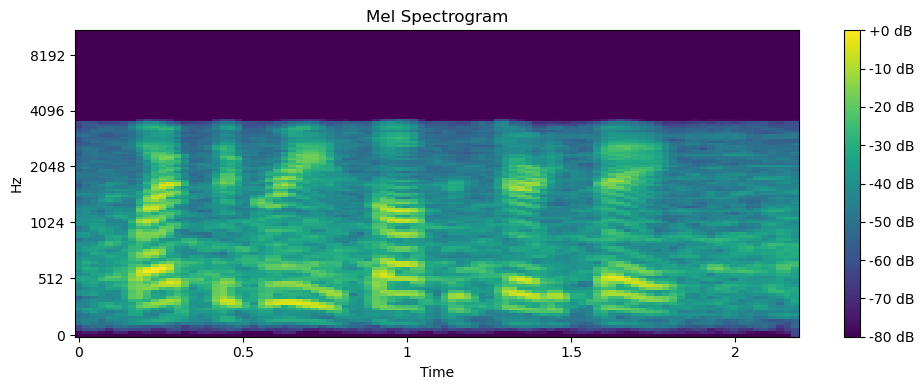 Mel Spectrogram
Hz
8192
4096
2048
1024
512
0
0
0.5
1
1.5
2
Time
+0 dB
-10 dB
-20 dB
-30 dB
-40 dB
-50 dB
-60 dB
-70 dB
-80 dB